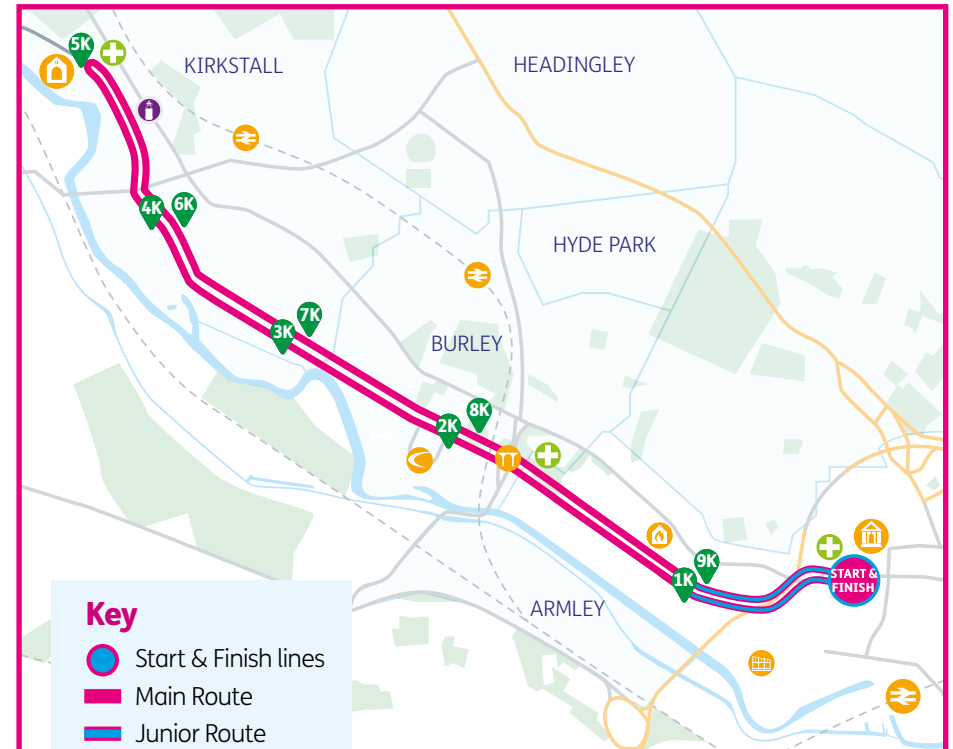 5K
KIRKSTALL
HEADINGLEY
4K
6K
HYDE PARK
7K
3K
BURLEY
8K
2K
9K
1K
START &
FINISH
ARMLEY
Key
Start & Finish lines
Main Route
Junior Route